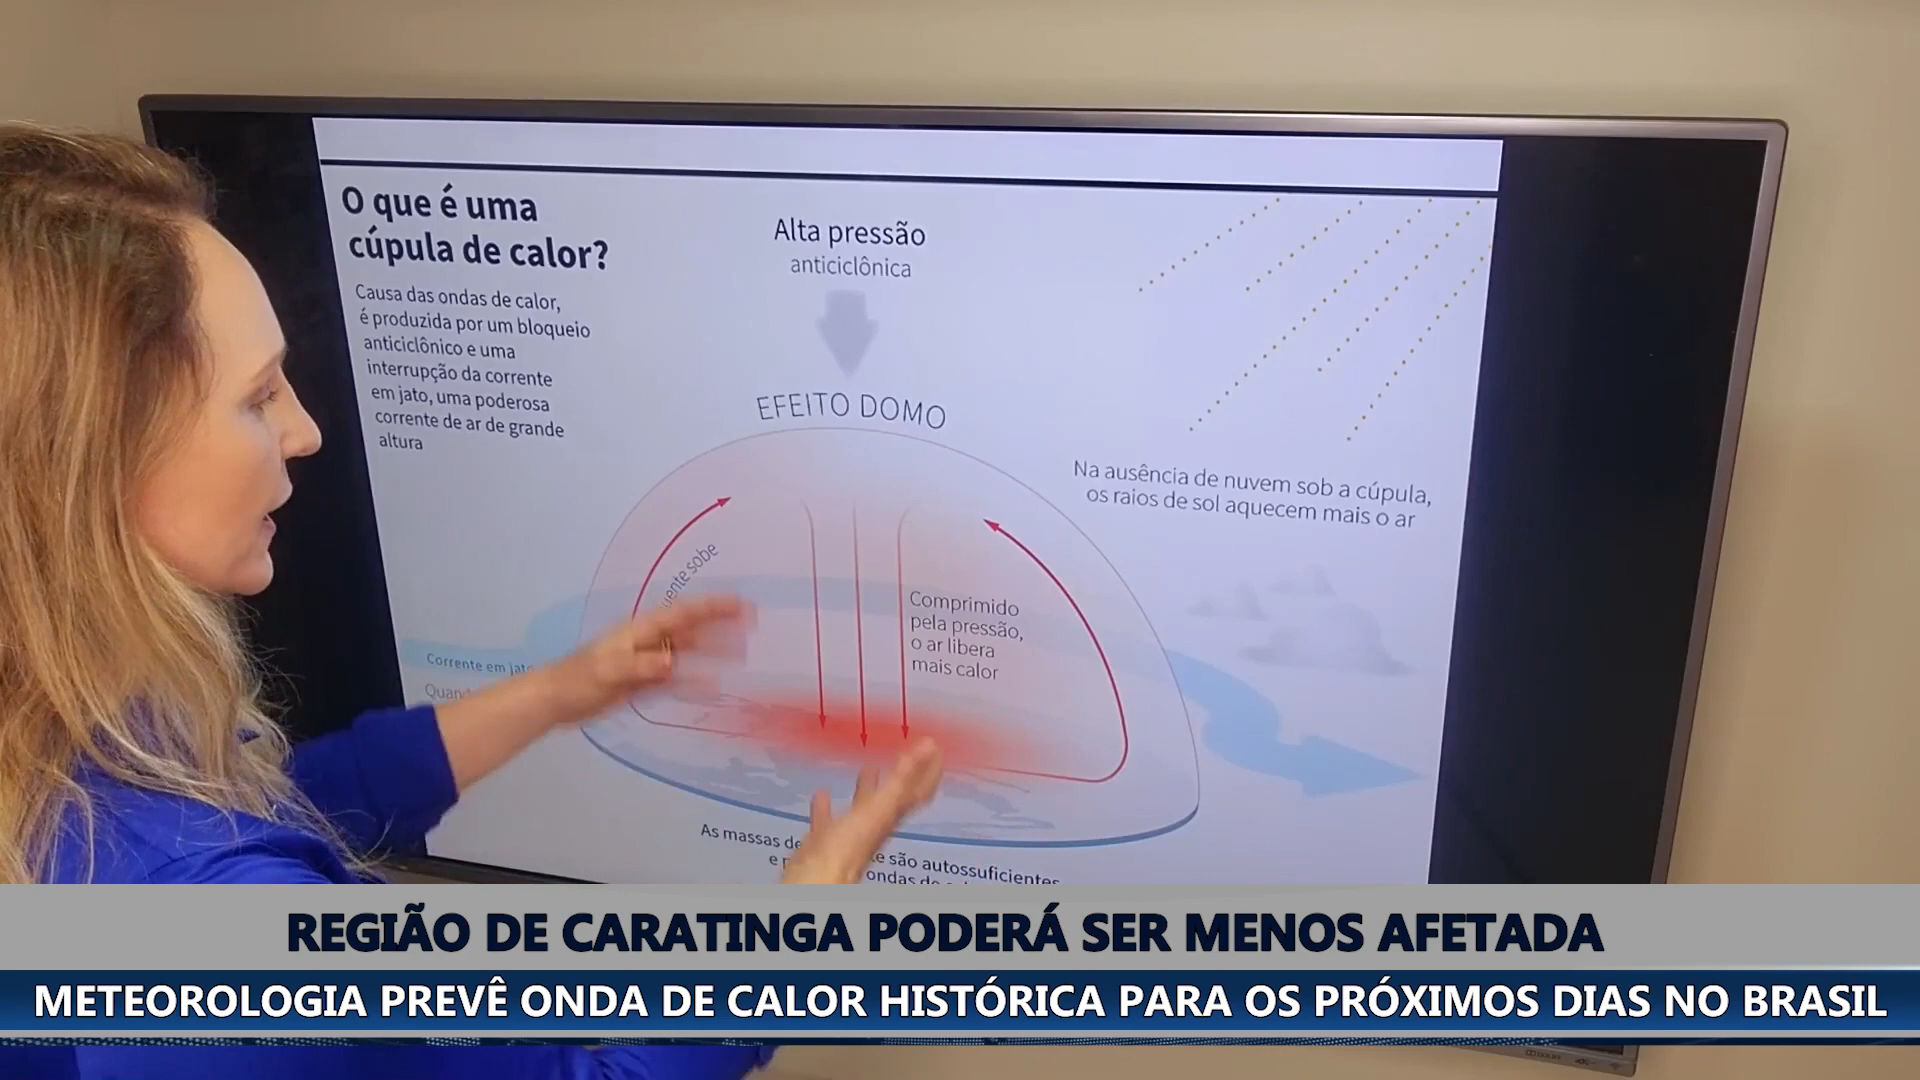 O que é uma
cúpula de calor?
Causa das ondas de calor,
é produzida por um bloqueio
anticiclônico e uma
interrupção da corrente
em jato, uma poderosa
corrente de ar de grande
altura
Alta pressão
anticiclônica
EFEITO DOMO
Na ausência de nuvem sob a cúpula,
os raios de sol aquecem mais o ar
sobe
Comprimido
pela pressão,
o ar libera
mais calor
Corrente em jato
As massas de
são autossuficientes
REGIÃO DE CARATINGA PODERÁ SER MENOS AFETADA
METEOROLOGIA PREVÊ ONDA DE CALOR HISTÓRICA PARA OS PRÓXIMOS DIAS NO BRASIL